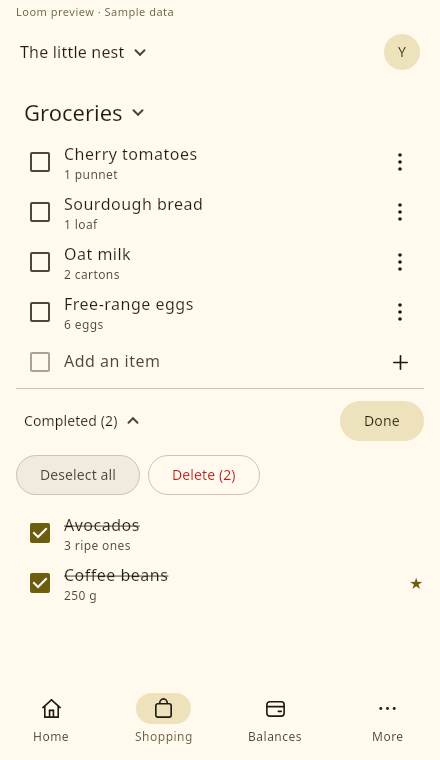 Loom preview · Sample data
The little nest
Y
Groceries
Cherry tomatoes
1 punnet
Sourdough bread
1 loaf
Oat milk
2 cartons
Free-range eggs
6 eggs
Add an item
Completed (2)
Done
Deselect all
Delete (2)
Avocados
3 ripe ones
Coffee beans
250 g
Home
Shopping
Balances
More